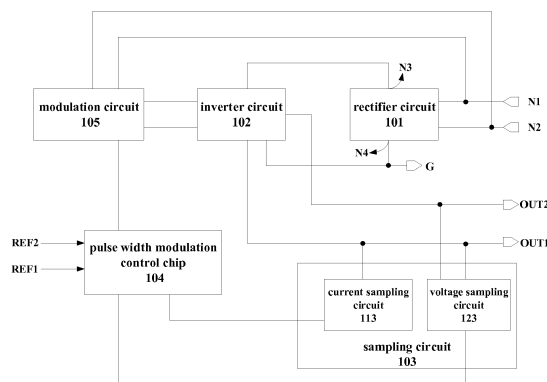 N3
modulation circuit
105
inverter circuit
102
rectifier circuit
101
N1
N2
N4
G
OUT2
REF2
REF1
pulse width modulation
control chip
104
OUT1
current sampling
circuit
113
voltage sampling
circuit
123
sampling circuit
103